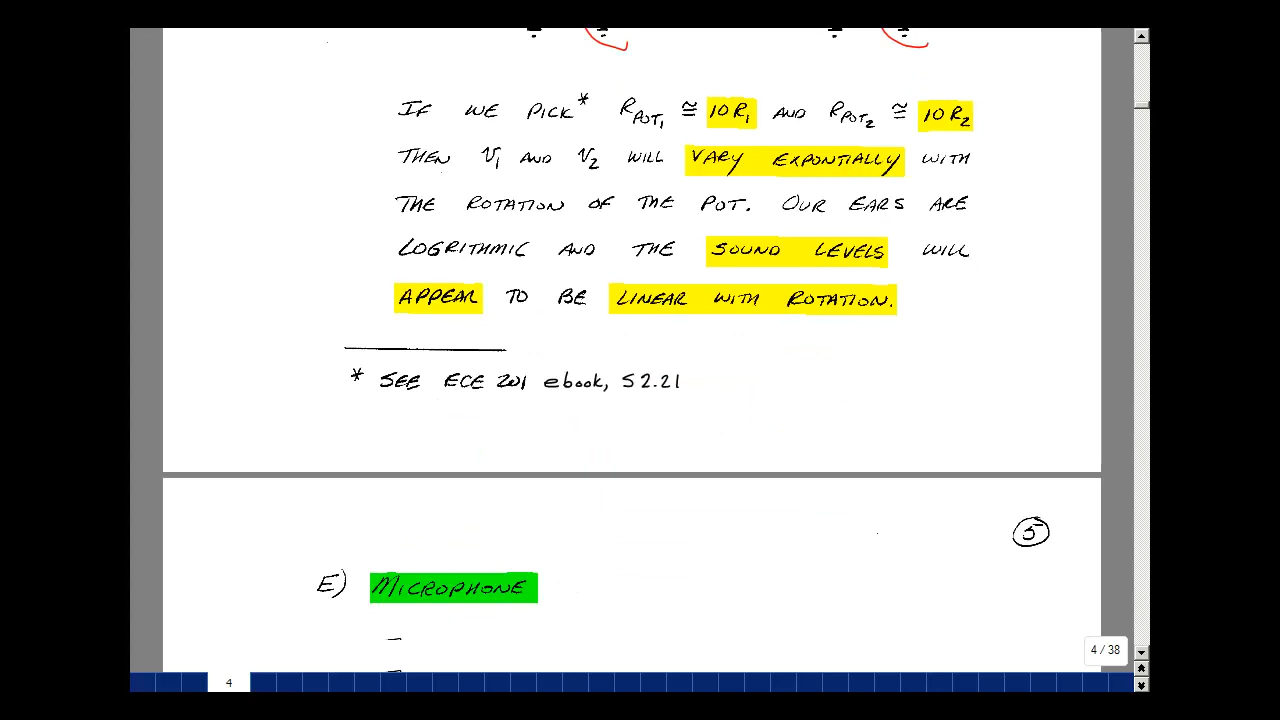 IF WE PICK* RPOT1 ≅ 10R1 AND RPOT2 ≅ 10R2
THEN V1 AND V2 WILL VARY EXPONTIALLY WITH
THE ROTATION OF THE POT. OUR EARS ARE
LOGRITHMIC AND THE SOUND LEVELS WILL
APPEAR TO BE LINEAR WITH ROTATION.
* SEE ECE 201 ebook, S2.21
5
E) MICROPHONE
4 / 38
4